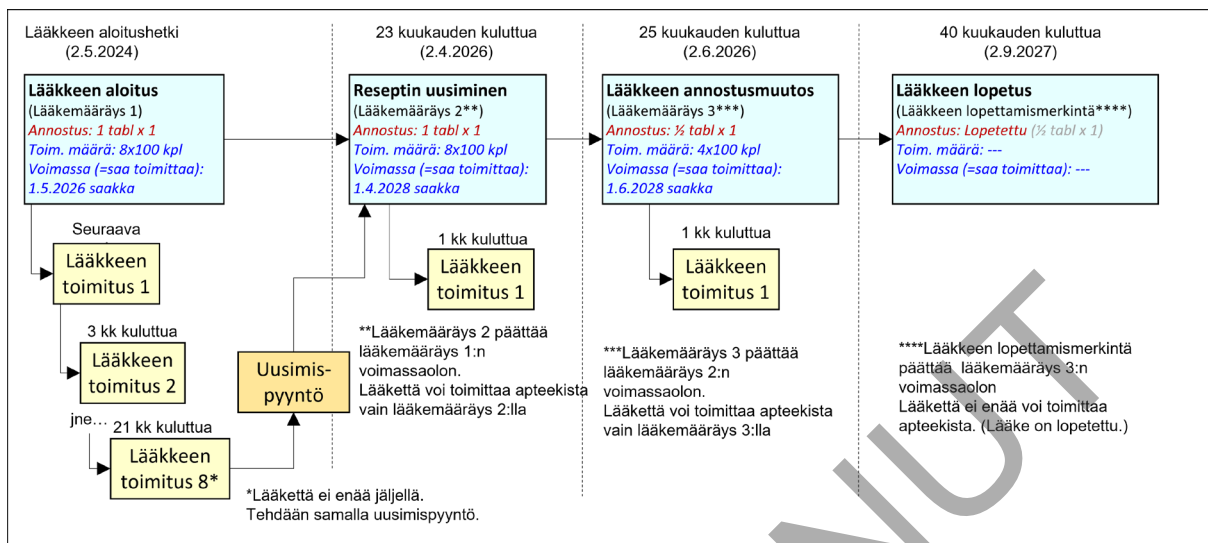 Lääkkeen aloitushetki
(2.5.2024)
23 kuukauden kuluttua
(2.4.2026)
25 kuukauden kuluttua
(2.6.2026)
40 kuukauden kuluttua
(2.9.2027)
Lääkkeen aloitus
(Lääkemääräys 1)
Annostus: 1 tabl x 1
Toim. määrä: 8x100 kpl
Voimassa (=saa toimittaa):
1.5.2026 saakka
Reseptin uusiminen
(Lääkemääräys 2**)
Annostus: 1 tabl x 1
Toim. määrä: 8x100 kpl
Voimassa (=saa toimittaa):
1.4.2028 saakka
Lääkkeen annostusmuutos
(Lääkemääräys 3***)
Annostus: ½ tabl x 1
Toim. määrä: 4x100 kpl
Voimassa (=saa toimittaa):
1.6.2028 saakka
Lääkkeen lopetus
(Lääkkeen lopettamismerkintä****)
Annostus: Lopetettu (½ tabl x 1)
Toim. määrä: ---
Voimassa (=saa toimittaa): ---
Seuraava
Lääkkeen
toimitus 1
3 kk kuluttua
Lääkkeen
toimitus 2
jne...
21 kk kuluttua
Lääkkeen
toimitus 8*
Uusimis-
pyyntö
*Lääkettä ei enää jäljellä.
Tehdään samalla uusimispyyntö.
1 kk kuluttua
Lääkkeen
toimitus 1
**Lääkemääräys 2 päättää
lääkemääräys 1:n
voimassaolon.
Lääkettä voi toimittaa apteekista
vain lääkemääräys 2:lla
1 kk kuluttua
Lääkkeen
toimitus 1
***Lääkemääräys 3 päättää
lääkemääräys 2:n
voimassaolon.
Lääkettä voi toimittaa apteekista
vain lääkemääräys 3:lla
****Lääkkeen lopettamismerkintä
päättää lääkemääräys 3:n
voimassaolon
Lääkettä ei enää voi toimittaa
apteekista. (Lääke on lopetettu.)
NUT